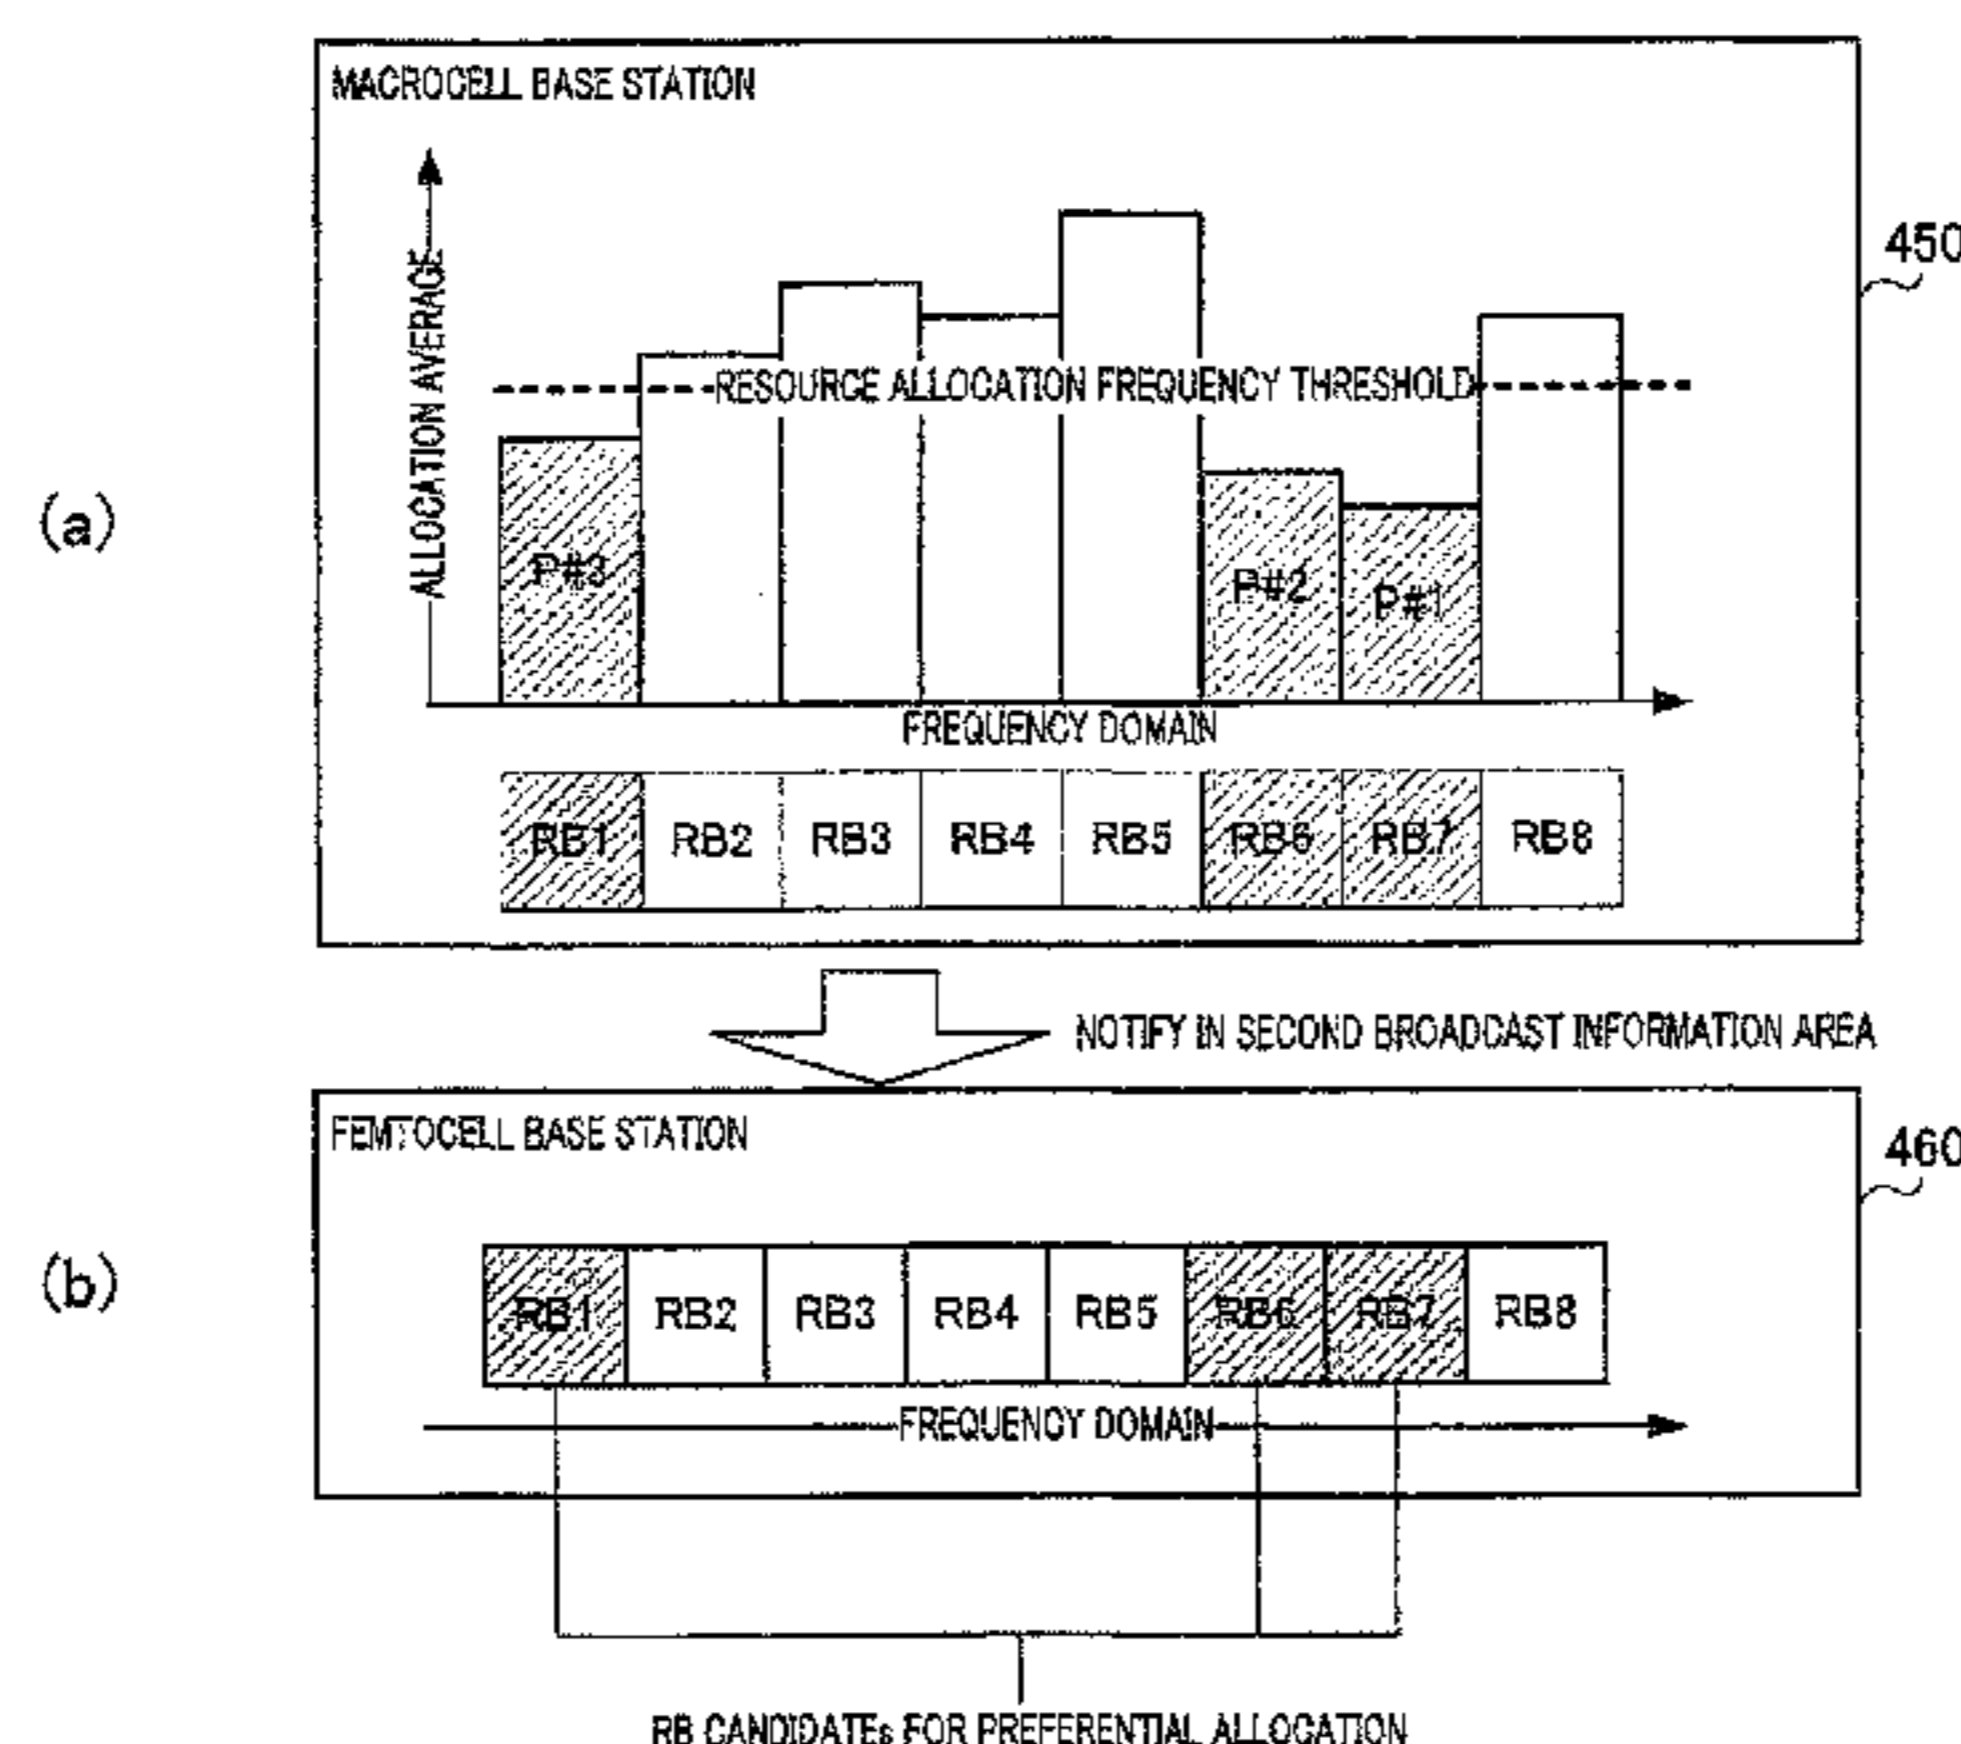 MACROCELL BASE STATION
450
ALLOCATION AVERAGE
RESOURCE ALLOCATION FREQUENCY THRESHOLD
(a)
P#3
P#2
P#1
FREQUENCY DOMAIN
RB1 RB2 RB3 RB4 RB5 RB6 RB7 RB8
NOTIFY IN SECOND BROADCAST INFORMATION AREA
FEMTOCELL BASE STATION
460
(b)
RB1 RB2 RB3 RB4 RB5 RB6 RB7 RB8
FREQUENCY DOMAIN
RB CANDIDATEs FOR PREFERENTIAL ALLOCATION